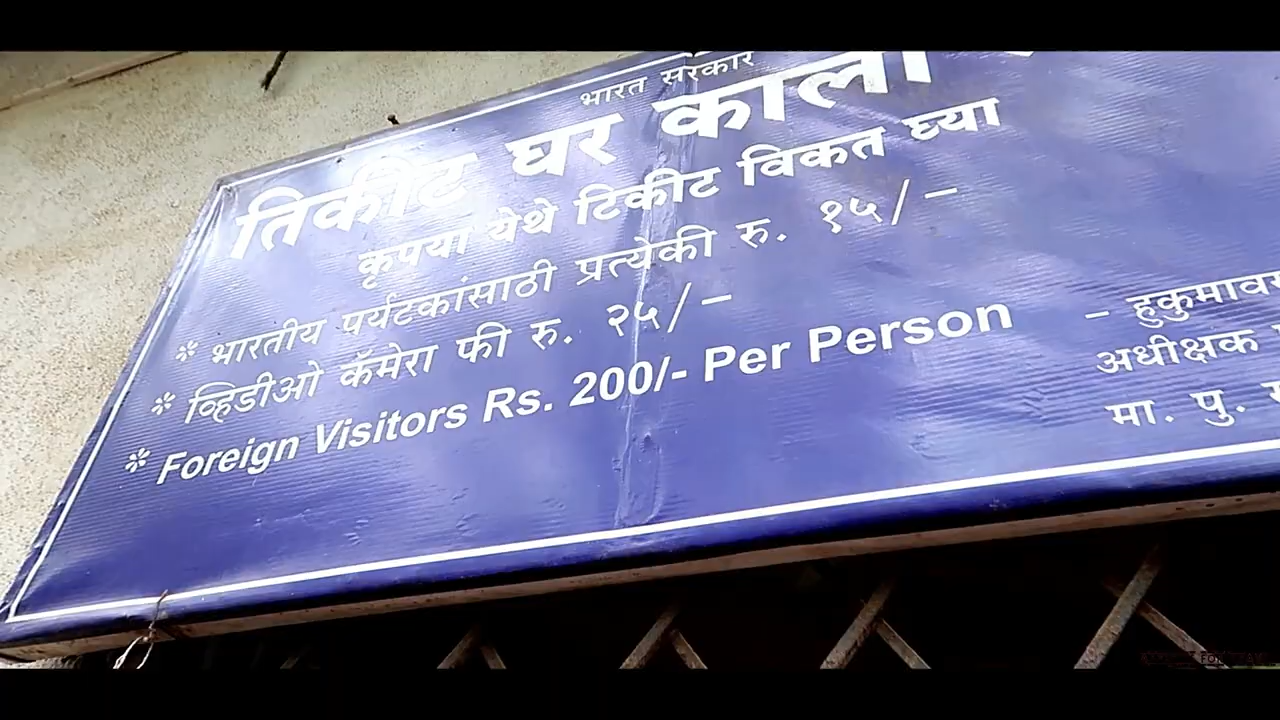 भारत सरकार
तिकीट घर
कृपया येथे टिकीट विकत घ्या
* भारतीय पर्यटकांसाठी प्रत्येकी रु. १५/–
* व्हिडीओ कॅमेरा फी रु. २५/–
* Foreign Visitors Rs. 200/- Per Person
–
अधीक्षक
मा. पु.